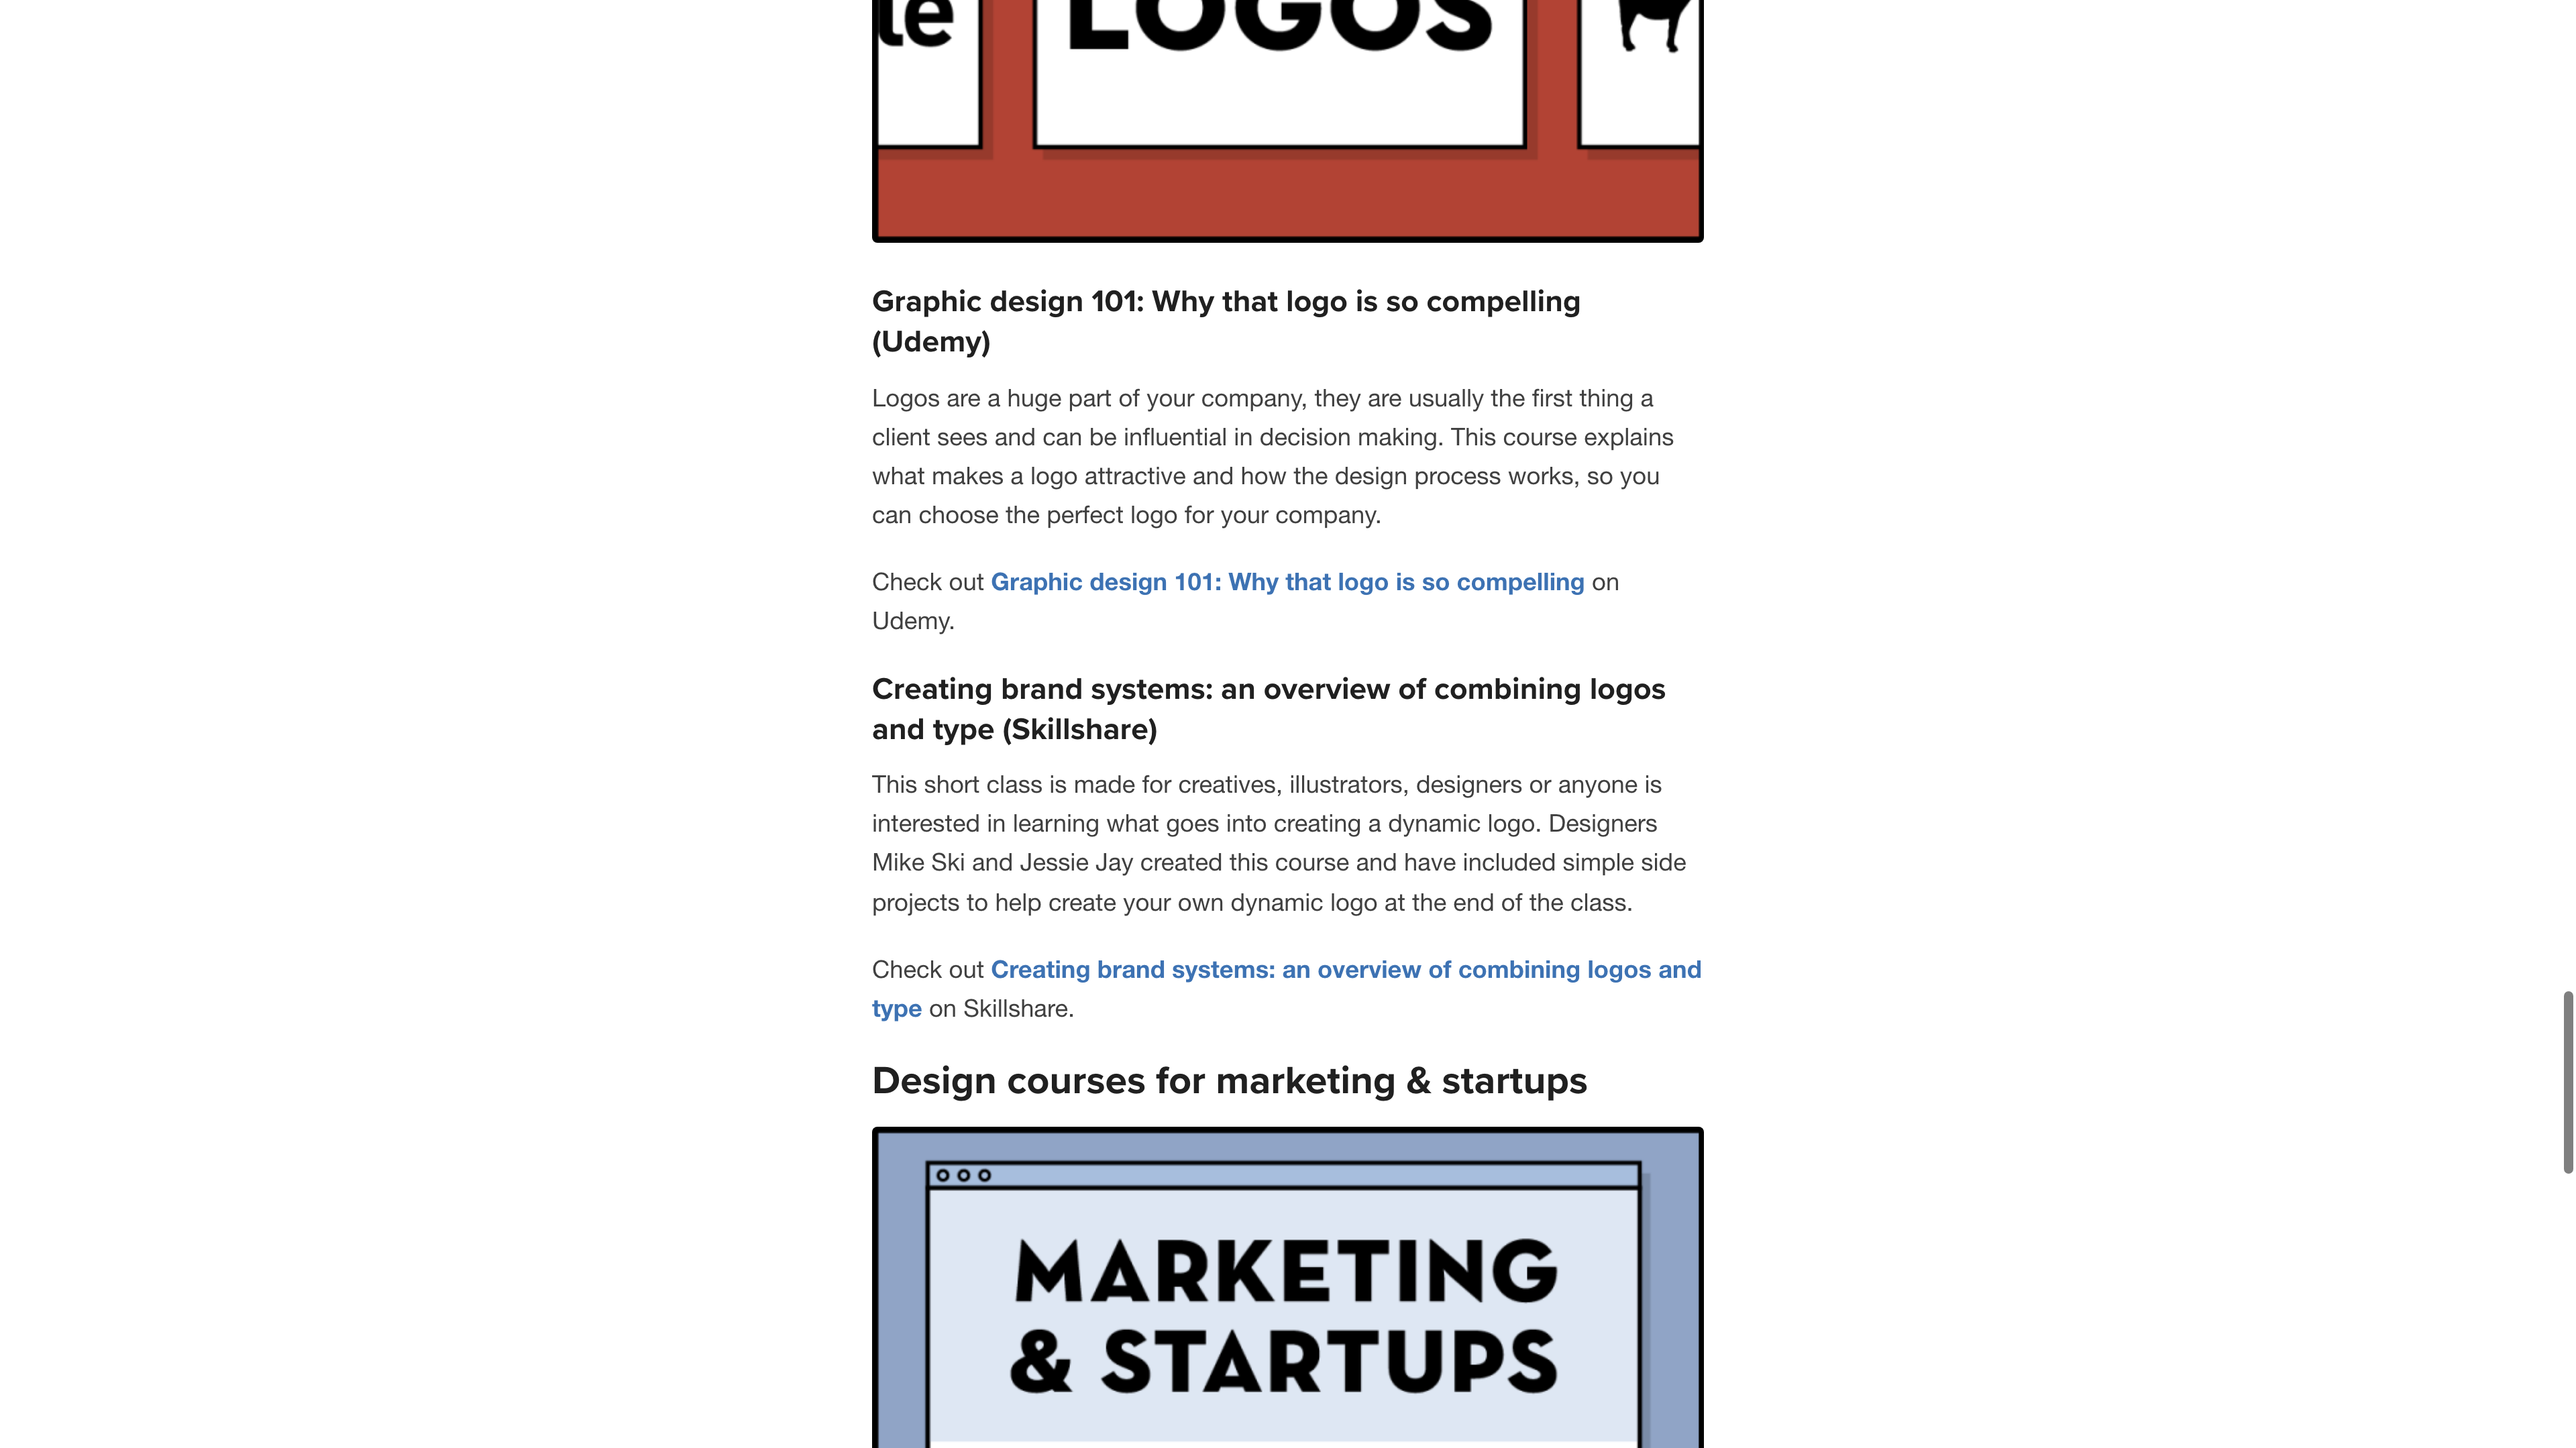 le
LOGOS
Graphic design 101: Why that logo is so compelling
(Udemy)
Logos are a huge part of your company, they are usually the first thing a
client sees and can be influential in decision making. This course explains
what makes a logo attractive and how the design process works, so you
can choose the perfect logo for your company.
Check out Graphic design 101: Why that logo is so compelling on
Udemy.
Creating brand systems: an overview of combining logos
and type (Skillshare)
This short class is made for creatives, illustrators, designers or anyone is
interested in learning what goes into creating a dynamic logo. Designers
Mike Ski and Jessie Jay created this course and have included simple side
projects to help create your own dynamic logo at the end of the class.
Check out Creating brand systems: an overview of combining logos and
type on Skillshare.
Design courses for marketing & startups
MARKETING
& STARTUPS